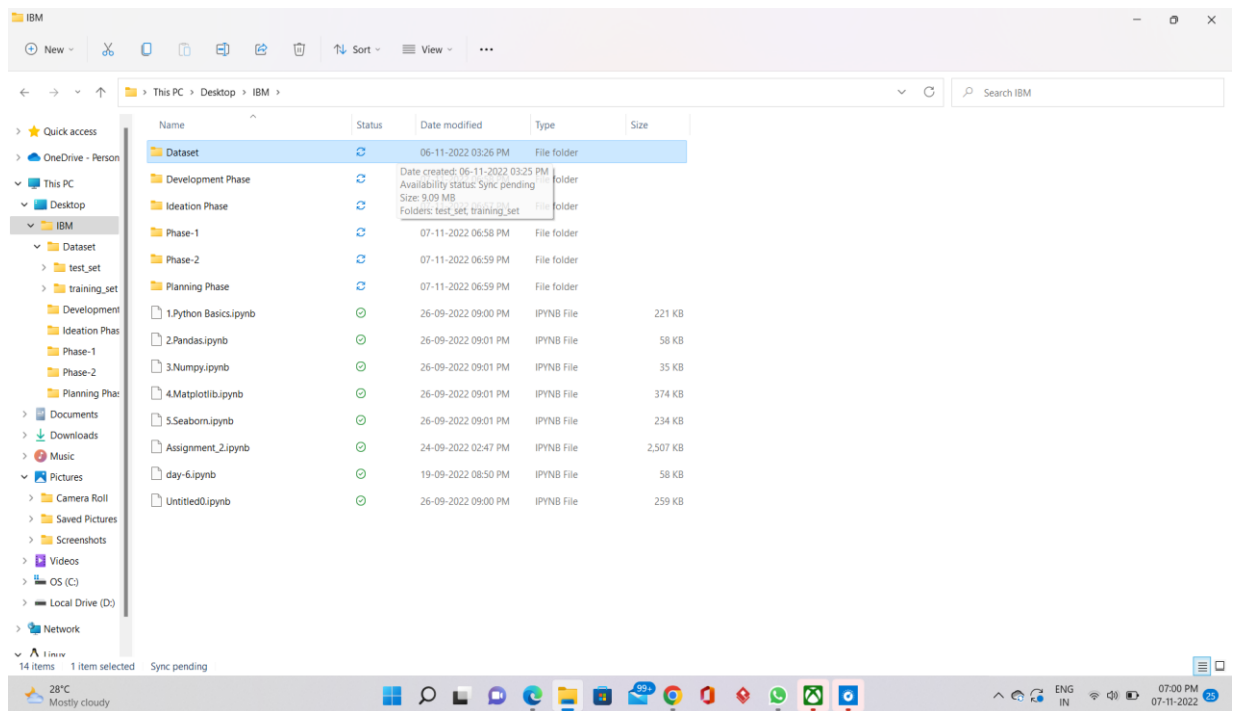 IBM
New
Sort
View
This PC > Desktop > IBM >
Search IBM
Name Status Date modified Type Size
Quick access
OneDrive - Person
This PC
Desktop
IBM
Dataset
test_set
training_set
Development
Ideation Phas
Phase-1
Phase-2
Planning Phas
Documents
Downloads
Music
Pictures
Camera Roll
Saved Pictures
Screenshots
Videos
OS (C:)
Local Drive (D:)
Network
Linux
Dataset 06-11-2022 03:26 PM File folder
Date created: 06-11-2022 03:25 PM
Availability status: Sync pending
Size: 9.09 MB
Folders: test_set, training_set
Development Phase folder
Ideation Phase folder
Phase-1 07-11-2022 06:58 PM File folder
Phase-2 07-11-2022 06:59 PM File folder
Planning Phase 07-11-2022 06:59 PM File folder
1.Python Basics.ipynb 26-09-2022 09:00 PM IPYNB File 221 KB
2.Pandas.ipynb 26-09-2022 09:01 PM IPYNB File 58 KB
3.Numpy.ipynb 26-09-2022 09:01 PM IPYNB File 35 KB
4.Matplotlib.ipynb 26-09-2022 09:01 PM IPYNB File 374 KB
5.Seaborn.ipynb 26-09-2022 09:01 PM IPYNB File 234 KB
Assignment_2.ipynb 24-09-2022 02:47 PM IPYNB File 2,507 KB
day-6.ipynb 19-09-2022 08:50 PM IPYNB File 58 KB
Untitled0.ipynb 26-09-2022 09:00 PM IPYNB File 259 KB
14 items 1 item selected Sync pending
28°C
Mostly cloudy
99+
ENG
IN
07:00 PM
07-11-2022
25